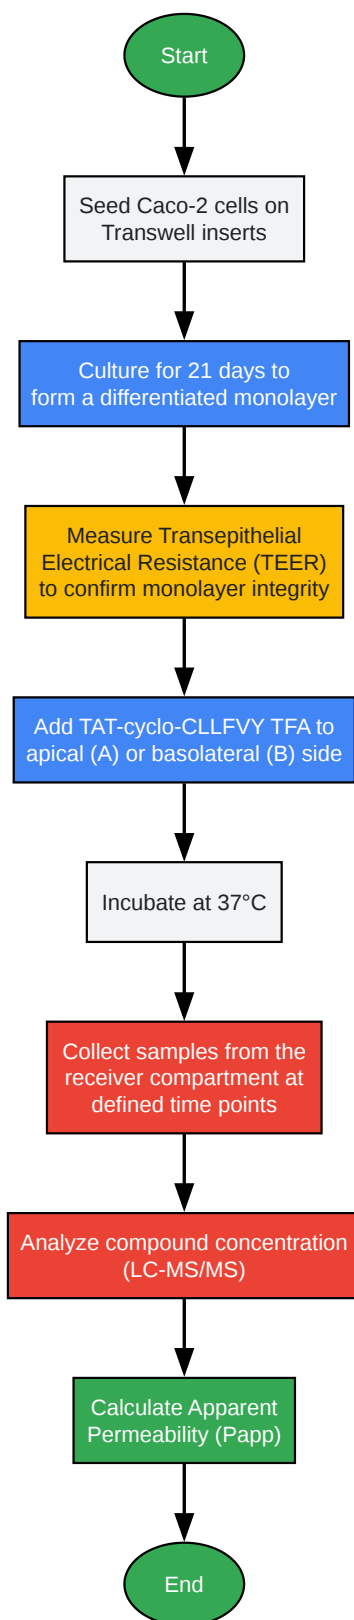 Start
Seed Caco-2 cells on
Transwell inserts
Culture for 21 days to
form a differentiated monolayer
Measure Transepithelial
Electrical Resistance (TEER)
to confirm monolayer integrity
Add TAT-cyclo-CLLFVY TFA to
apical (A) or basolateral (B) side
Incubate at 37°C
Collect samples from the
receiver compartment at
defined time points
Analyze compound concentration
(LC-MS/MS)
Calculate Apparent
Permeability (Papp)
End